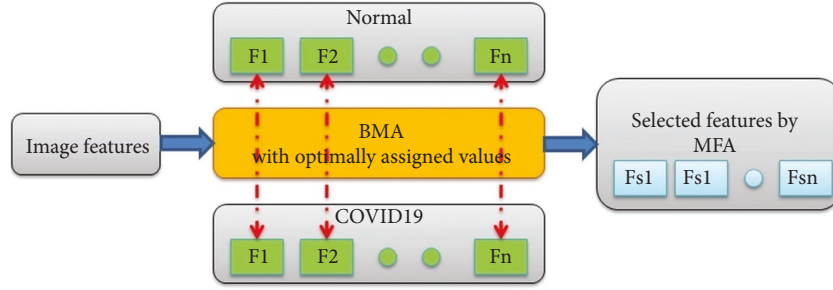 Normal
F1 F2 Fn
Image features
BMA
with optimally assigned values
Selected features by
MFA
Fs1 Fs1 Fsn
COVID19
F1 F2 Fn